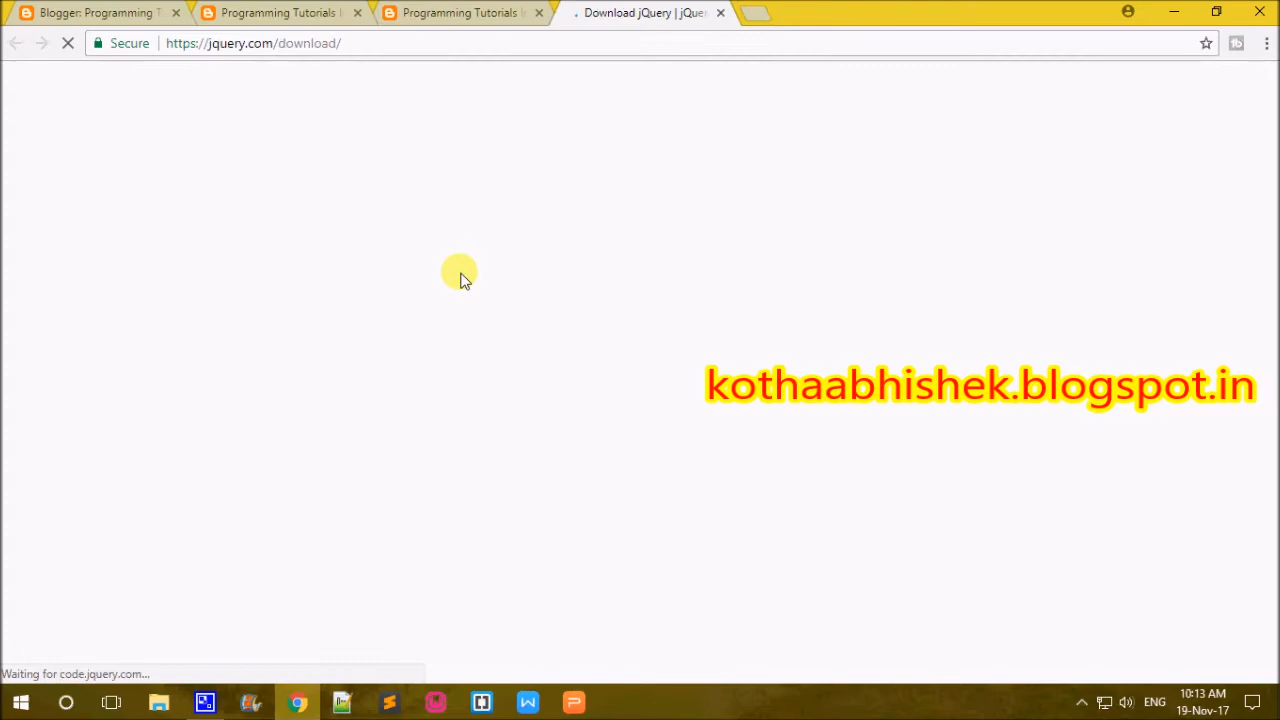 Blogger: Programming T
Programming Tutorials I
Programming Tutorials I
Download jQuery | jQuer
Secure
https://jquery.com/download/
kothaabhishek.blogspot.in
Waiting for code.jquery.com...
ENG
10:13 AM
19-Nov-17